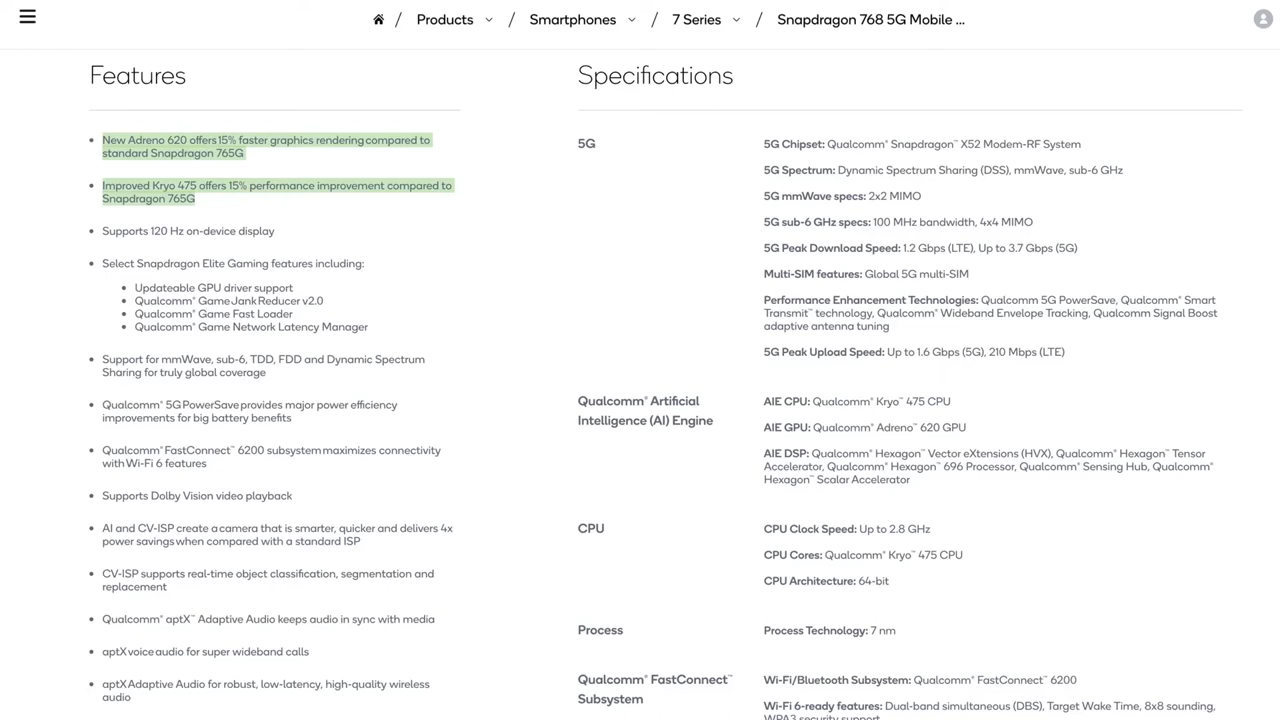 / Products / Smartphones / 7 Series / Snapdragon 768 5G Mobile ...
Features
New Adreno 620 offers 15% faster graphics rendering compared to
standard Snapdragon 765G
Improved Kryo 475 offers 15% performance improvement compared to
Snapdragon 765G
Supports 120 Hz on-device display
Select Snapdragon Elite Gaming features including:
Updateable GPU driver support
Qualcomm® Game Jank Reducer v2.0
Qualcomm® Game Fast Loader
Qualcomm® Game Network Latency Manager
Support for mmWave, sub-6, TDD, FDD and Dynamic Spectrum
Sharing for truly global coverage
Qualcomm® 5G PowerSave provides major power efficiency
improvements for big battery benefits
Qualcomm® FastConnect™ 6200 subsystem maximizes connectivity
with Wi-Fi 6 features
Supports Dolby Vision video playback
AI and CV-ISP create a camera that is smarter, quicker and delivers 4x
power savings when compared with a standard ISP
CV-ISP supports real-time object classification, segmentation and
replacement
Qualcomm® aptX™ Adaptive Audio keeps audio in sync with media
aptX voice audio for super wideband calls
aptX Adaptive Audio for robust, low-latency, high-quality wireless
audio
Specifications
5G
5G Chipset: Qualcomm® Snapdragon™ X52 Modem-RF System
5G Spectrum: Dynamic Spectrum Sharing (DSS), mmWave, sub-6 GHz
5G mmWave specs: 2x2 MIMO
5G sub-6 GHz specs: 100 MHz bandwidth, 4x4 MIMO
5G Peak Download Speed: 1.2 Gbps (LTE), Up to 3.7 Gbps (5G)
Multi-SIM features: Global 5G multi-SIM
Performance Enhancement Technologies: Qualcomm 5G PowerSave, Qualcomm® Smart
Transmit™ technology, Qualcomm® Wideband Envelope Tracking, Qualcomm Signal Boost
adaptive antenna tuning
5G Peak Upload Speed: Up to 1.6 Gbps (5G), 210 Mbps (LTE)
Qualcomm® Artificial
Intelligence (AI) Engine
AIE CPU: Qualcomm® Kryo™ 475 CPU
AIE GPU: Qualcomm® Adreno™ 620 GPU
AIE DSP: Qualcomm® Hexagon™ Vector eXtensions (HVX), Qualcomm® Hexagon™ Tensor
Accelerator, Qualcomm® Hexagon™ 696 Processor, Qualcomm® Sensing Hub, Qualcomm®
Hexagon™ Scalar Accelerator
CPU
CPU Clock Speed: Up to 2.8 GHz
CPU Cores: Qualcomm® Kryo™ 475 CPU
CPU Architecture: 64-bit
Process
Process Technology: 7 nm
Qualcomm® FastConnect™
Subsystem
Wi-Fi/Bluetooth Subsystem: Qualcomm® FastConnect™ 6200
Wi-Fi 6-ready features: Dual-band simultaneous (DBS), Target Wake Time, 8x8 sounding,
WPA3 security support